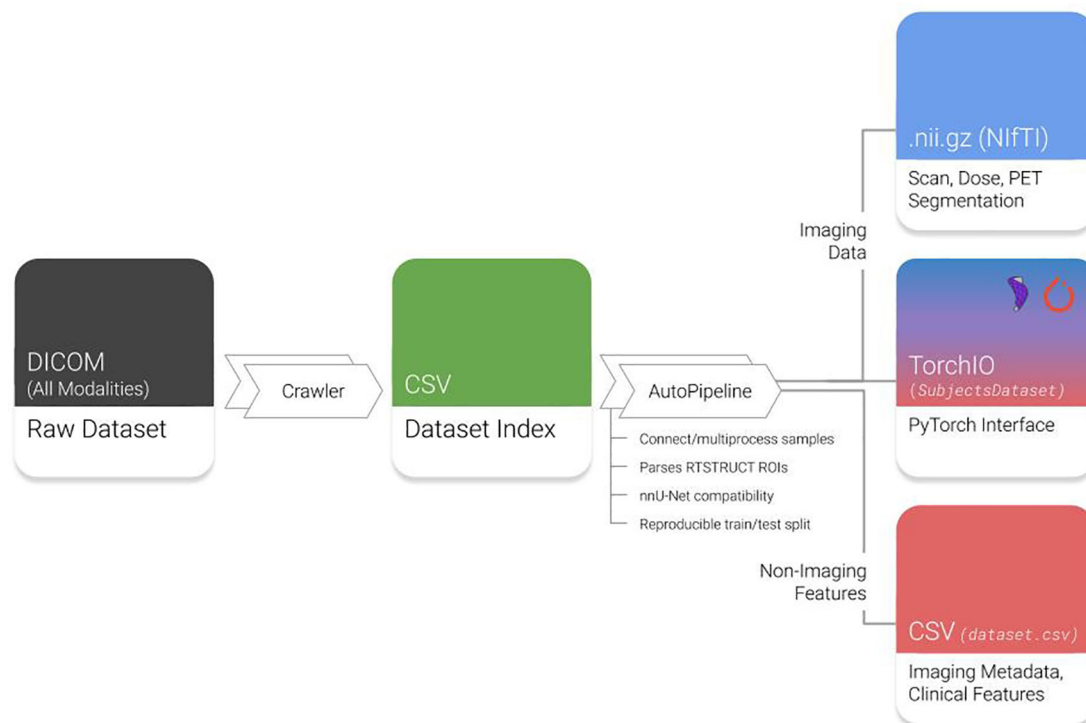 DICOM
(All Modalities)
Raw Dataset
Crawler
CSV
Dataset Index
AutoPipeline
Connect/multiprocess samples
Parses RTSTRUCT ROIs
nnU-Net compatibility
Reproducible train/test split
Imaging
Data
Non-Imaging
Features
.nii.gz (NIfTI)
Scan, Dose, PET
Segmentation
TorchIO
(SubjectsDataset)
PyTorch Interface
CSV (dataset.csv)
Imaging Metadata,
Clinical Features